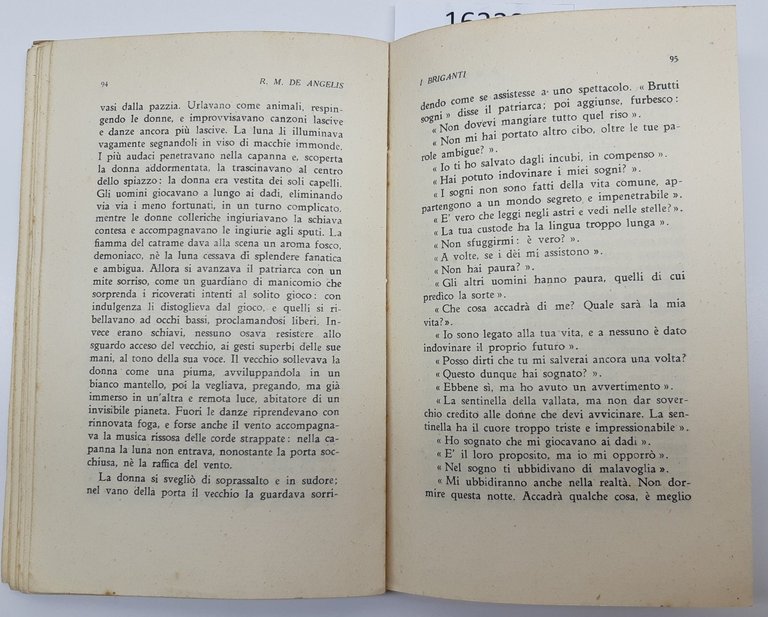 94
R. M. DE ANGELIS
vasi dalla pazzia. Urlavano come animali, respin-
gendo le donne, e improvvisavano canzoni lascive
e danze ancora più lascive. La luna li illuminava
vagamente segnandoli in viso di macchie immonde.
I più audaci penetravano nella capanna e, scoperta
la donna addormentata, la trascinavano al centro
dello spiazzo: la donna era vestita dei soli capelli.
Gli uomini giocavano a lungo ai dadi, eliminando
via via i meno fortunati, in un turno complicato,
mentre le donne colleriche ingiuriavano la schiava
contesa e accompagnavano le ingiurie agli sputi. La
fiamma del catrame dava alla scena un aroma fosco,
demoniaco, nè la luna cessava di splendere fanatica
e ambigua. Allora si avanzava il patriarca con un
mite sorriso, come un guardiano di manicomio che
sorprenda i ricoverati intenti al solito gioco: con
indulgenza li distoglieva dal gioco, e quelli si ri-
bellavano ad occhi bassi, proclamandosi liberi. In-
vece erano schiavi, nessuno osava resistere allo
sguardo acceso del vecchio, ai gesti superbi delle sue
mani, al tono della sua voce. Il vecchio sollevava la
donna come una piuma, avviluppandola in un
bianco mantello, poi la vegliava, pregando, ma già
immerso in un'altra e remota luce, abitatore di un
invisibile pianeta. Fuori le danze riprendevano con
rinnovata foga, e forse anche il vento accompagna-
va la musica rissosa delle corde strappate: nella ca-
panna la luna non entrava, nonostante la porta soc-
chiusa, nè la raffica del vento.
La donna si svegliò di soprassalto e in sudore;
nel vano della porta il vecchio la guardava sorri-
I BRIGANTI
95
dendo come se assistesse a uno spettacolo. « Brutti
sogni » disse il patriarca; poi aggiunse, furbesco:
« Non dovevi mangiare tutto quel riso ».
« Non mi hai portato altro cibo, oltre le tue pa-
role ambigue? ».
« Io ti ho salvato dagli incubi, in compenso ».
« Hai potuto indovinare i miei sogni? ».
« I sogni non sono fatti della vita comune, ap-
partengono a un mondo segreto e impenetrabile ».
« E' vero che leggi negli astri e vedi nelle stelle? ».
« La tua custode ha la lingua troppo lunga ».
« Non sfuggirmi: è vero? ».
« A volte, se i dèi mi assistono ».
« Non hai paura? ».
« Gli altri uomini hanno paura, quelli di cui
predico la sorte ».
« Che cosa accadrà di me? Quale sarà la mia
vita? ».
« Io sono legato alla tua vita, e a nessuno è dato
indovinare il proprio futuro ».
« Posso dirti che tu mi salverai ancora una volta?
« Questo dunque hai sognato? ».
« Ebbene sì, ma ho avuto un avvertimento ».
« La sentinella della vallata, ma non dar sover-
chio credito alle donne che devi avvicinare. La sen-
tinella ha il cuore troppo triste e impressionabile ».
« Ho sognato che mi giocavano ai dadi ».
« E' il loro proposito, ma io mi opporrò ».
« Nel sogno ti ubbidivano di malavoglia ».
« Mi ubbidiranno anche nella realtà. Non dor-
mire questa notte. Accadrà qualche cosa, è meglio